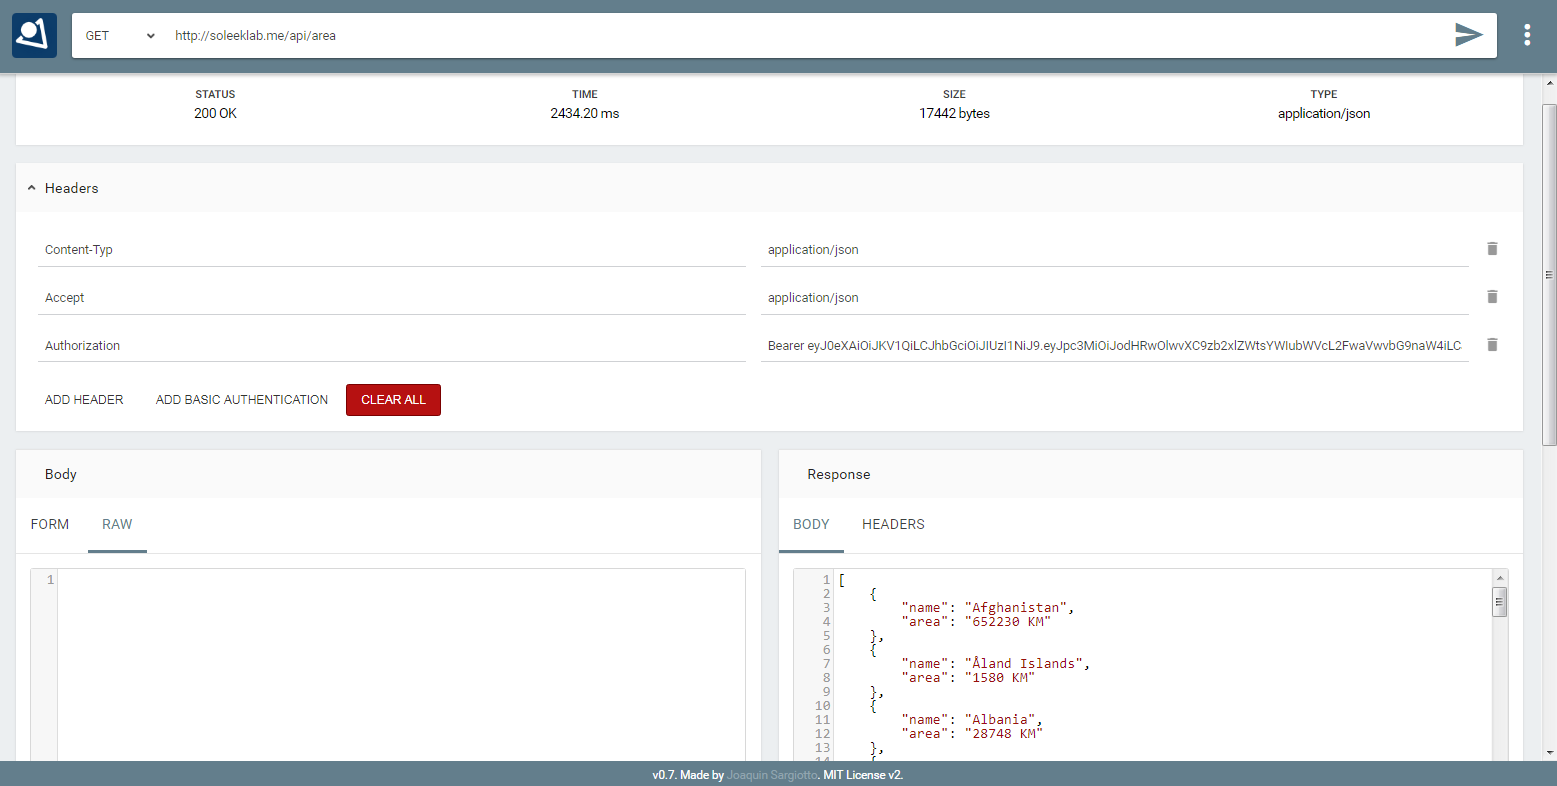 GET http://soleeklab.me/api/area
STATUS TIME SIZE TYPE
200 OK 2434.20 ms 17442 bytes application/json
Headers
Content-Typ application/json
Accept application/json
Authorization Bearer eyJ0eXAiOiJKV1QiLCJhbGciOiJIUzI1NiJ9.eyJpc3MiOiJodHRwOlwvXC9zb2xlZWtsYWIubWVcL2FwaVwvbG9naW4iLC
ADD HEADER ADD BASIC AUTHENTICATION CLEAR ALL
Body
FORM RAW
1
Response
BODY HEADERS
1 [
2 {
3 "name": "Afghanistan",
4 "area": "652230 KM"
5 },
6 {
7 "name": "Åland Islands",
8 "area": "1580 KM"
9 },
10 {
11 "name": "Albania",
12 "area": "28748 KM"
13 },
14 {
v0.7. Made by Joaquin Sargiotto. MIT License v2.